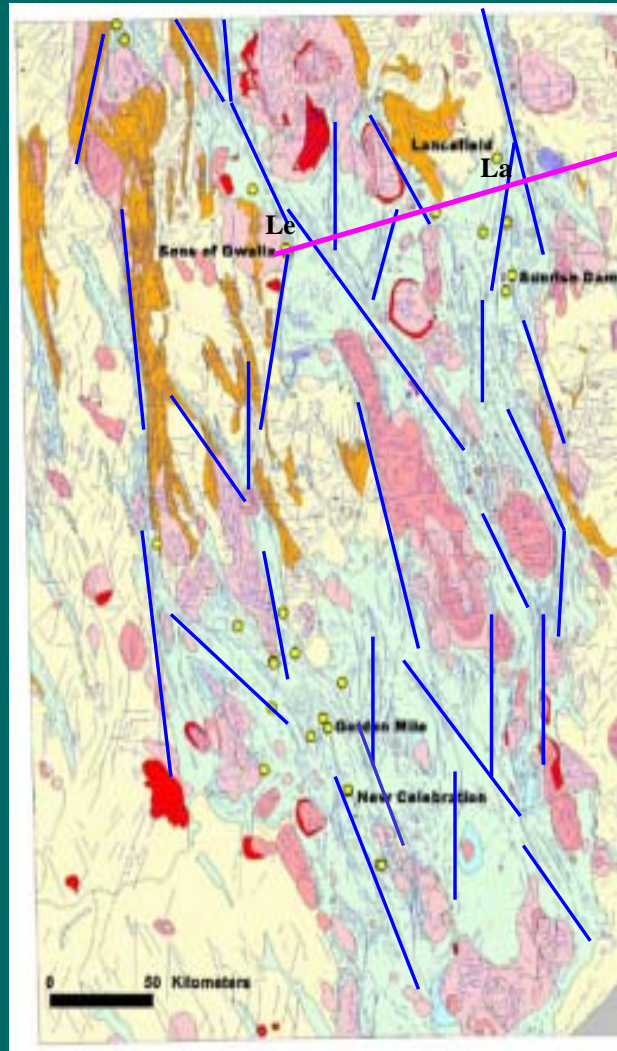 Lancefield
La
Le
Sons of Gwalia
Sunrise Dam
Golden Mile
New Celebration
0 50 Kilometers